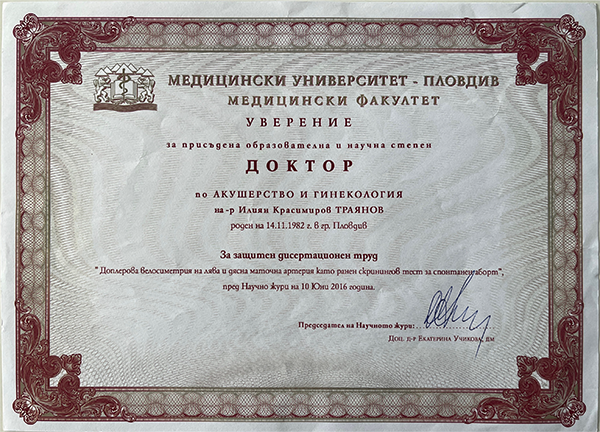 МЕДИЦИНСКИ УНИВЕРСИТЕТ - ПЛОВДИВ
МЕДИЦИНСКИ ФАКУЛТЕТ
УВЕРЕНИЕ
за присъдена образователна и научна степен
ДОКТОР
по АКУШЕРСТВО И ГИНЕКОЛОГИЯ
на-р Илиян Красимиров ТРАЯНОВ
роден на 14.11.1982 г. в гр. Пловдив
За защитен дисертационен труд
"Доплерова велосиметрия на лява и дясна маточна артерия като ранен скринингов тест за спонтанен аборт",
пред Научно жури на 10 Юни 2016 година.
Председател на Научното жури:
Доц. д-р Екатерина Учикова, дм